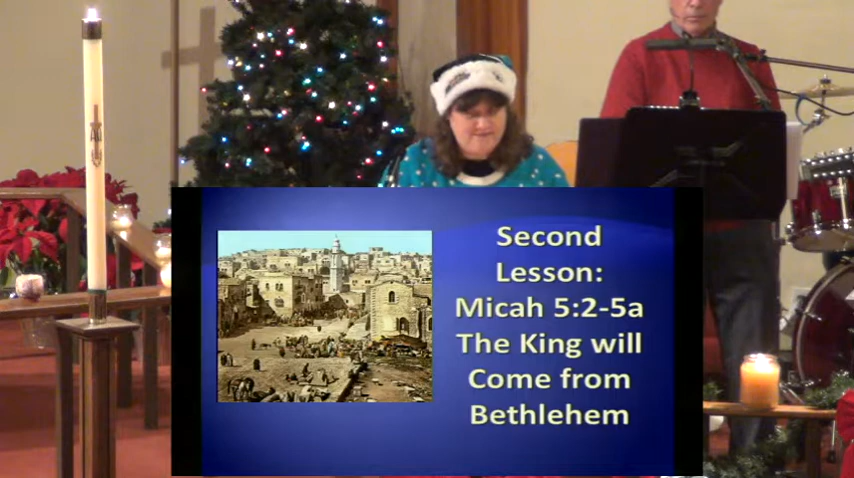 Second
Lesson:
Micah 5:2-5a
The King will
Come from
Bethlehem